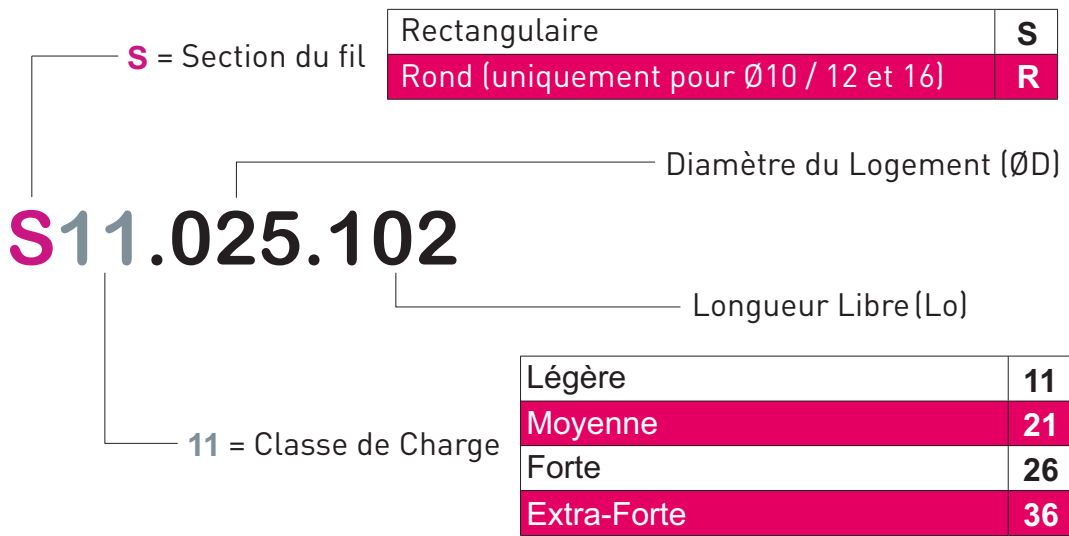 Rectangulaire S
S = Section du fil
Rond (uniquement pour Ø10 / 12 et 16) R
Diamètre du Logement (ØD)
S11.025.102
Longueur Libre (Lo)
Légère 11
Moyenne 21
11 = Classe de Charge
Forte 26
Extra-Forte 36